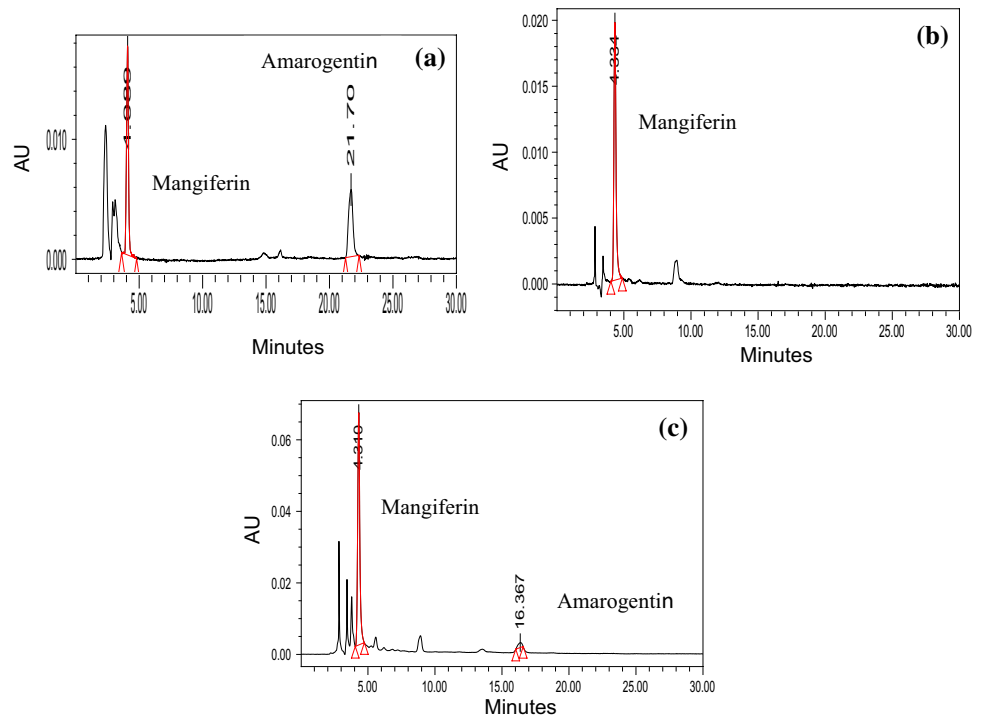 (a)
Amarogentin
Mangiferin
21.70
AU
0.010
0.000
5.00 10.00 15.00 20.00 25.00 30.00
Minutes
(b)
4.334
Mangiferin
AU
0.020
0.015
0.010
0.005
0.000
5.00 10.00 15.00 20.00 25.00 30.00
Minutes
(c)
Mangiferin
16.367
Amarogentin
AU
0.06
0.04
0.02
0.00
5.00 10.00 15.00 20.00 25.00 30.00
Minutes